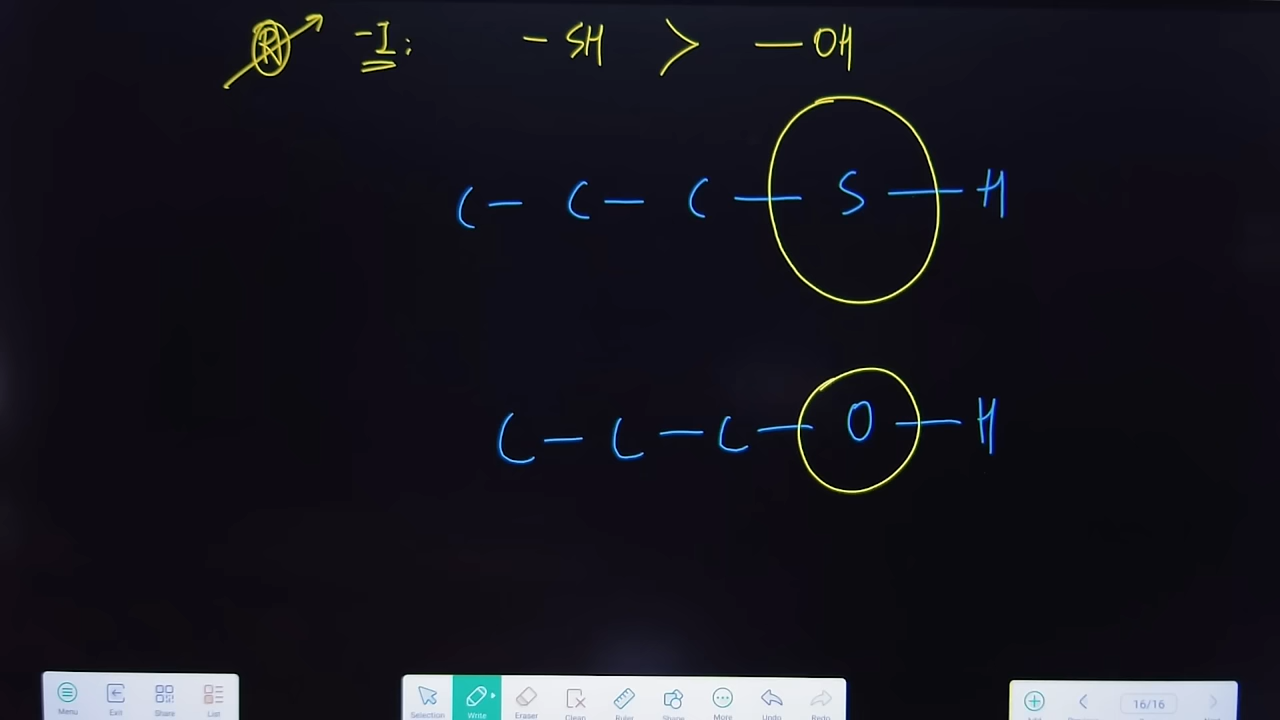 R -I: - SH > - OH
C - C - C - S - H
C - C - C - O - H
Menu Exit Share List Selection Write Eraser Clean Ruler Shape More Undo Redo 16/16